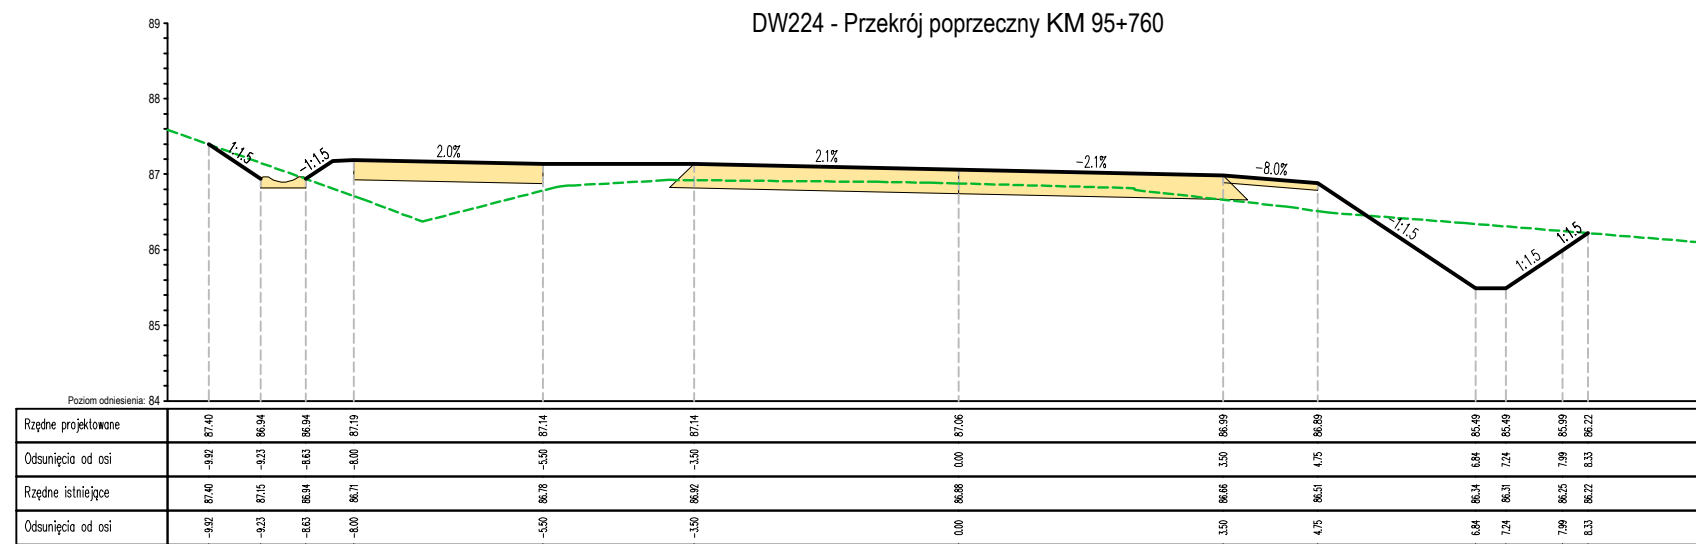 DW224 - Przekrój poprzeczny KM 95+760
89
88
87
86
85
Poziom odniesienia: 84
1:1.5
-1:1.5
2.0%
2.1%
-2.1%
-8.0%
-1:1.5
1:1.5
1:1.5
Rzędne projektowane 87.40 86.94 86.94 87.19 87.14 87.14 87.06 86.99 86.89 85.49 85.49 85.99 86.22
Odsunięcia od osi -9.92 -9.23 -8.63 -8.00 -5.50 -3.50 0.00 3.50 4.75 6.84 7.24 7.99 8.33
Rzędne istniejące 87.40 87.15 86.94 86.71 86.78 86.92 86.88 86.66 86.51 86.34 86.31 86.25 86.22
Odsunięcia od osi -9.92 -9.23 -8.63 -8.00 -5.50 -3.50 0.00 3.50 4.75 6.84 7.24 7.99 8.33